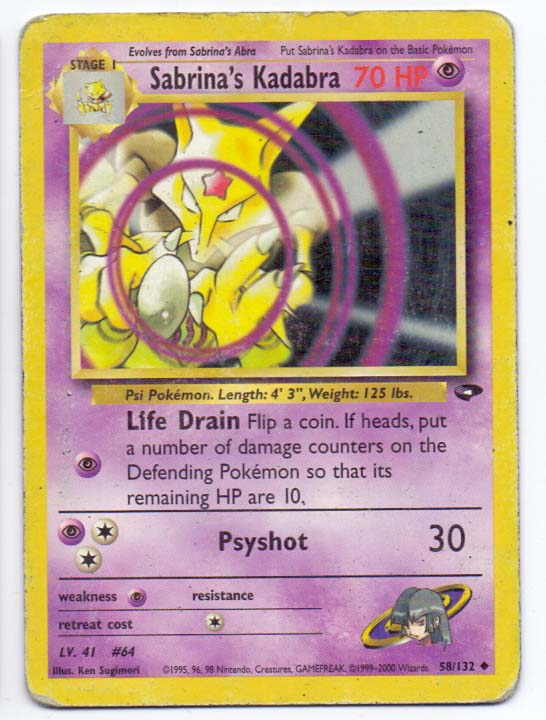 Evolves from Sabrina's Abra Put Sabrina's Kadabra on the Basic Pokémon
STAGE 1
Sabrina's Kadabra 70 HP
Psi Pokémon. Length: 4' 3", Weight: 125 lbs.
Life Drain Flip a coin. If heads, put
a number of damage counters on the
Defending Pokémon so that its
remaining HP are 10.
Psyshot 30
weakness resistance
retreat cost
LV. 41 #64
Illus. Ken Sugimori ©1995, 96, 98 Nintendo, Creatures, GAMEFREAK. ©1999-2000 Wizards. 58/132